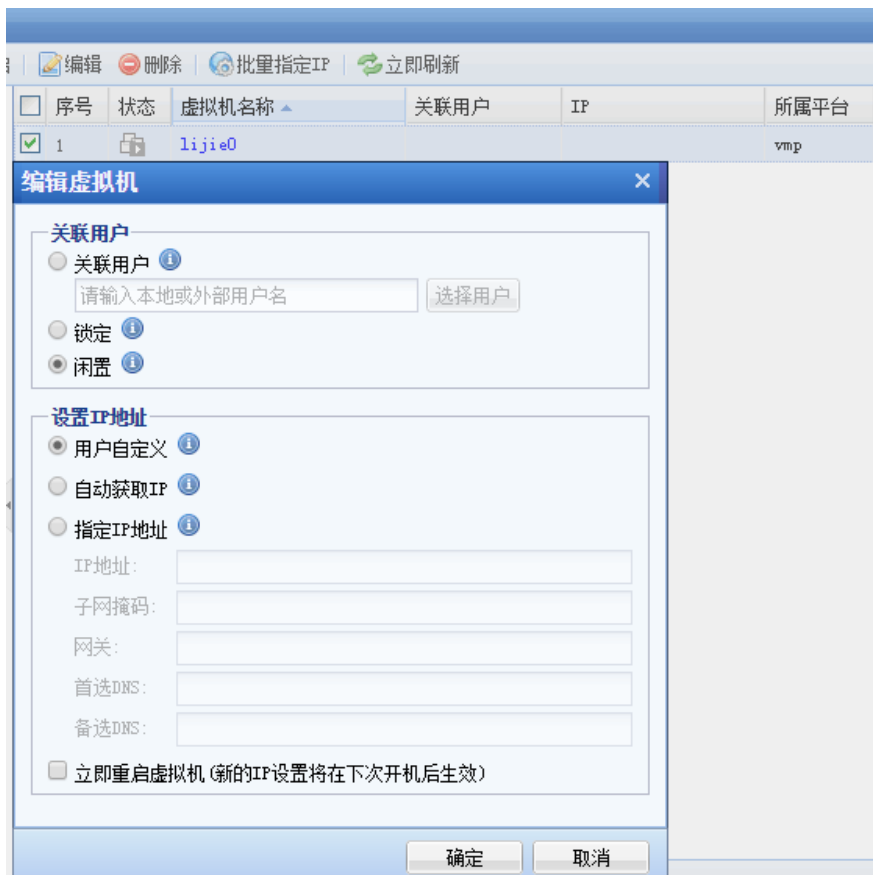 编辑 删除 批量指定IP 立即刷新
序号 状态 虚拟机名称 关联用户 IP 所属平台
1 lijie0 vmp
编辑虚拟机
关联用户
关联用户
请输入本地或外部用户名 选择用户
锁定
闲置
设置IP地址
用户自定义
自动获取IP
指定IP地址
IP地址:
子网掩码:
网关:
首选DNS:
备选DNS:
立即重启虚拟机(新的IP设置将在下次开机后生效)
确定 取消